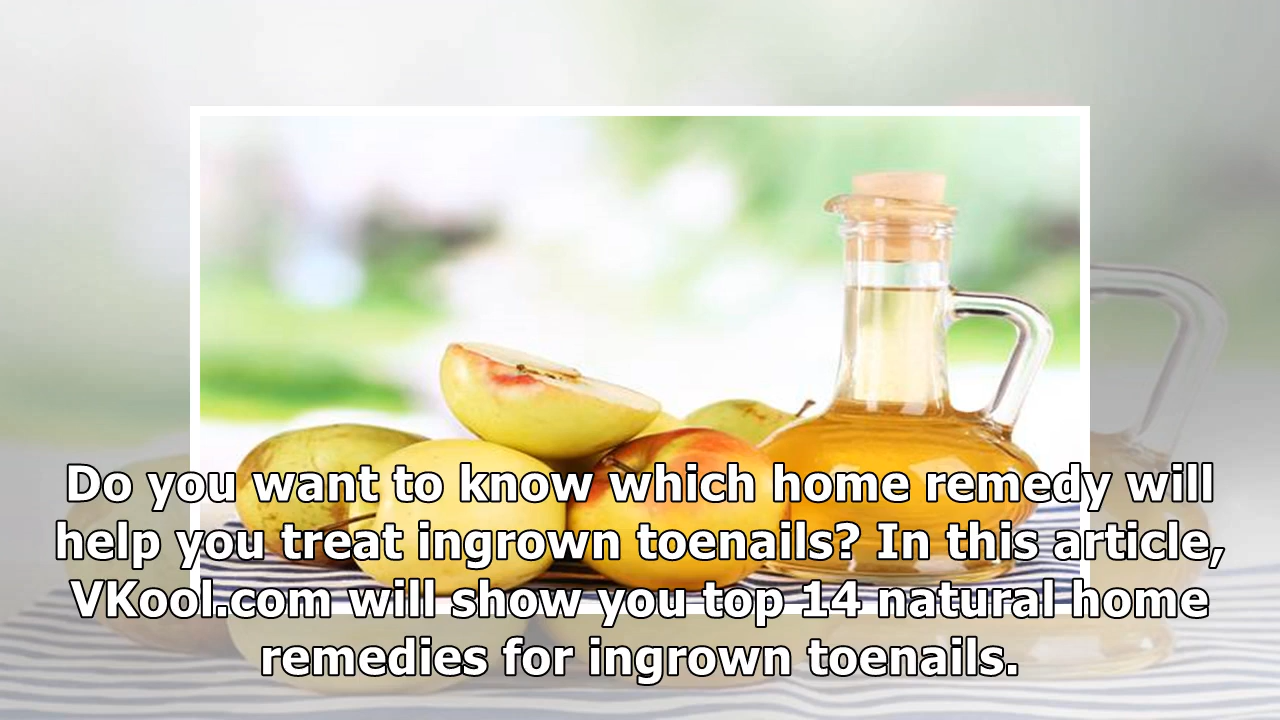 Do you want to know which home remedy will
help you treat ingrown toenails? In this article,
VKool.com will show you top 14 natural home
remedies for ingrown toenails.